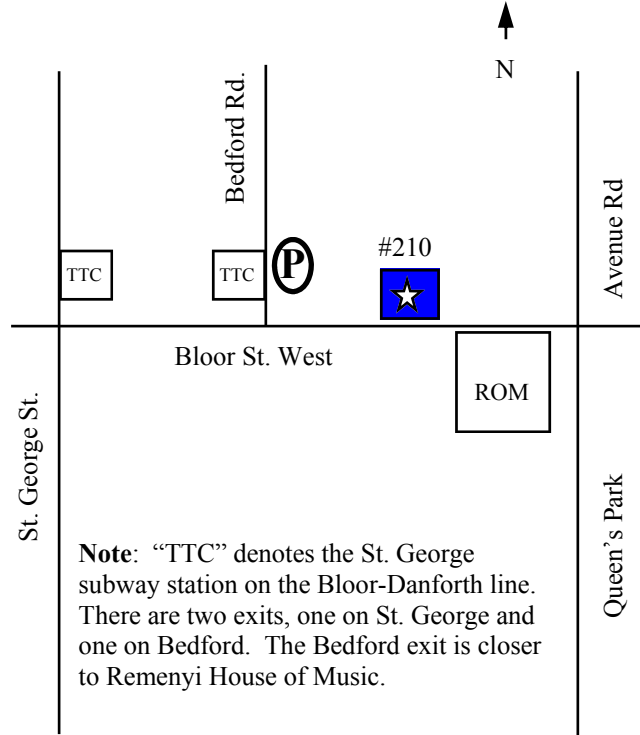 N
Bedford Rd.
Avenue Rd
#210
TTC
TTC
P
Bloor St. West
ROM
St. George St.
Queen's Park
Note: “TTC” denotes the St. George
subway station on the Bloor-Danforth line.
There are two exits, one on St. George and
one on Bedford. The Bedford exit is closer
to Remenyi House of Music.